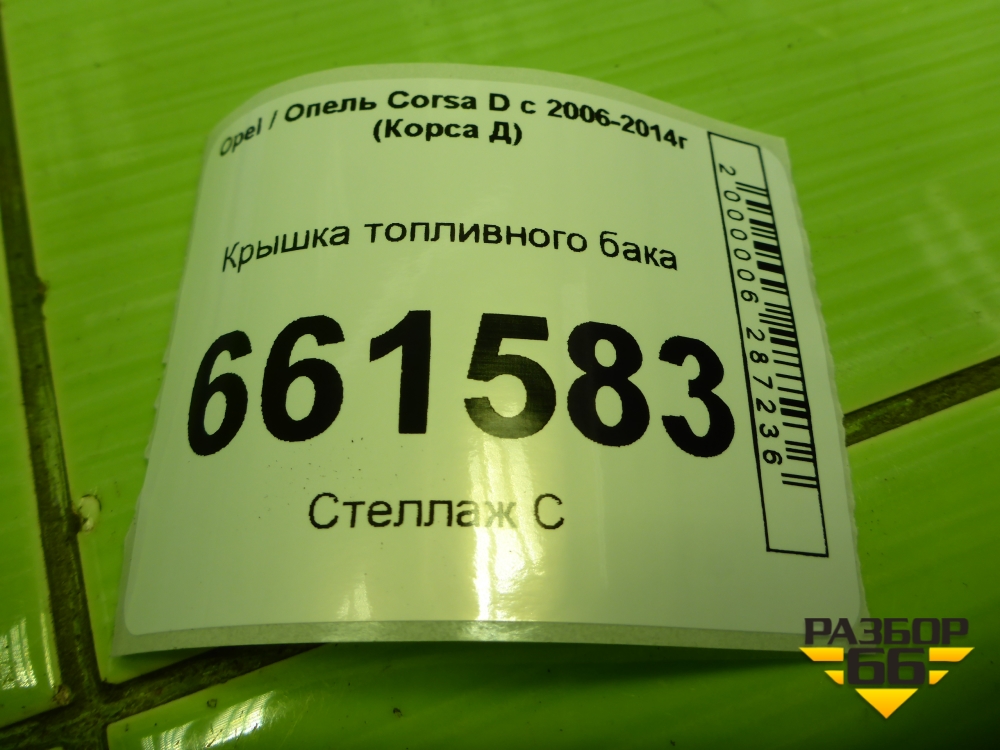 Opel / Опель Corsa D с 2006-2014г
(Корса Д)
Крышка топливного бака
661583
Стеллаж С
2000006287236
РАЗБОР
66